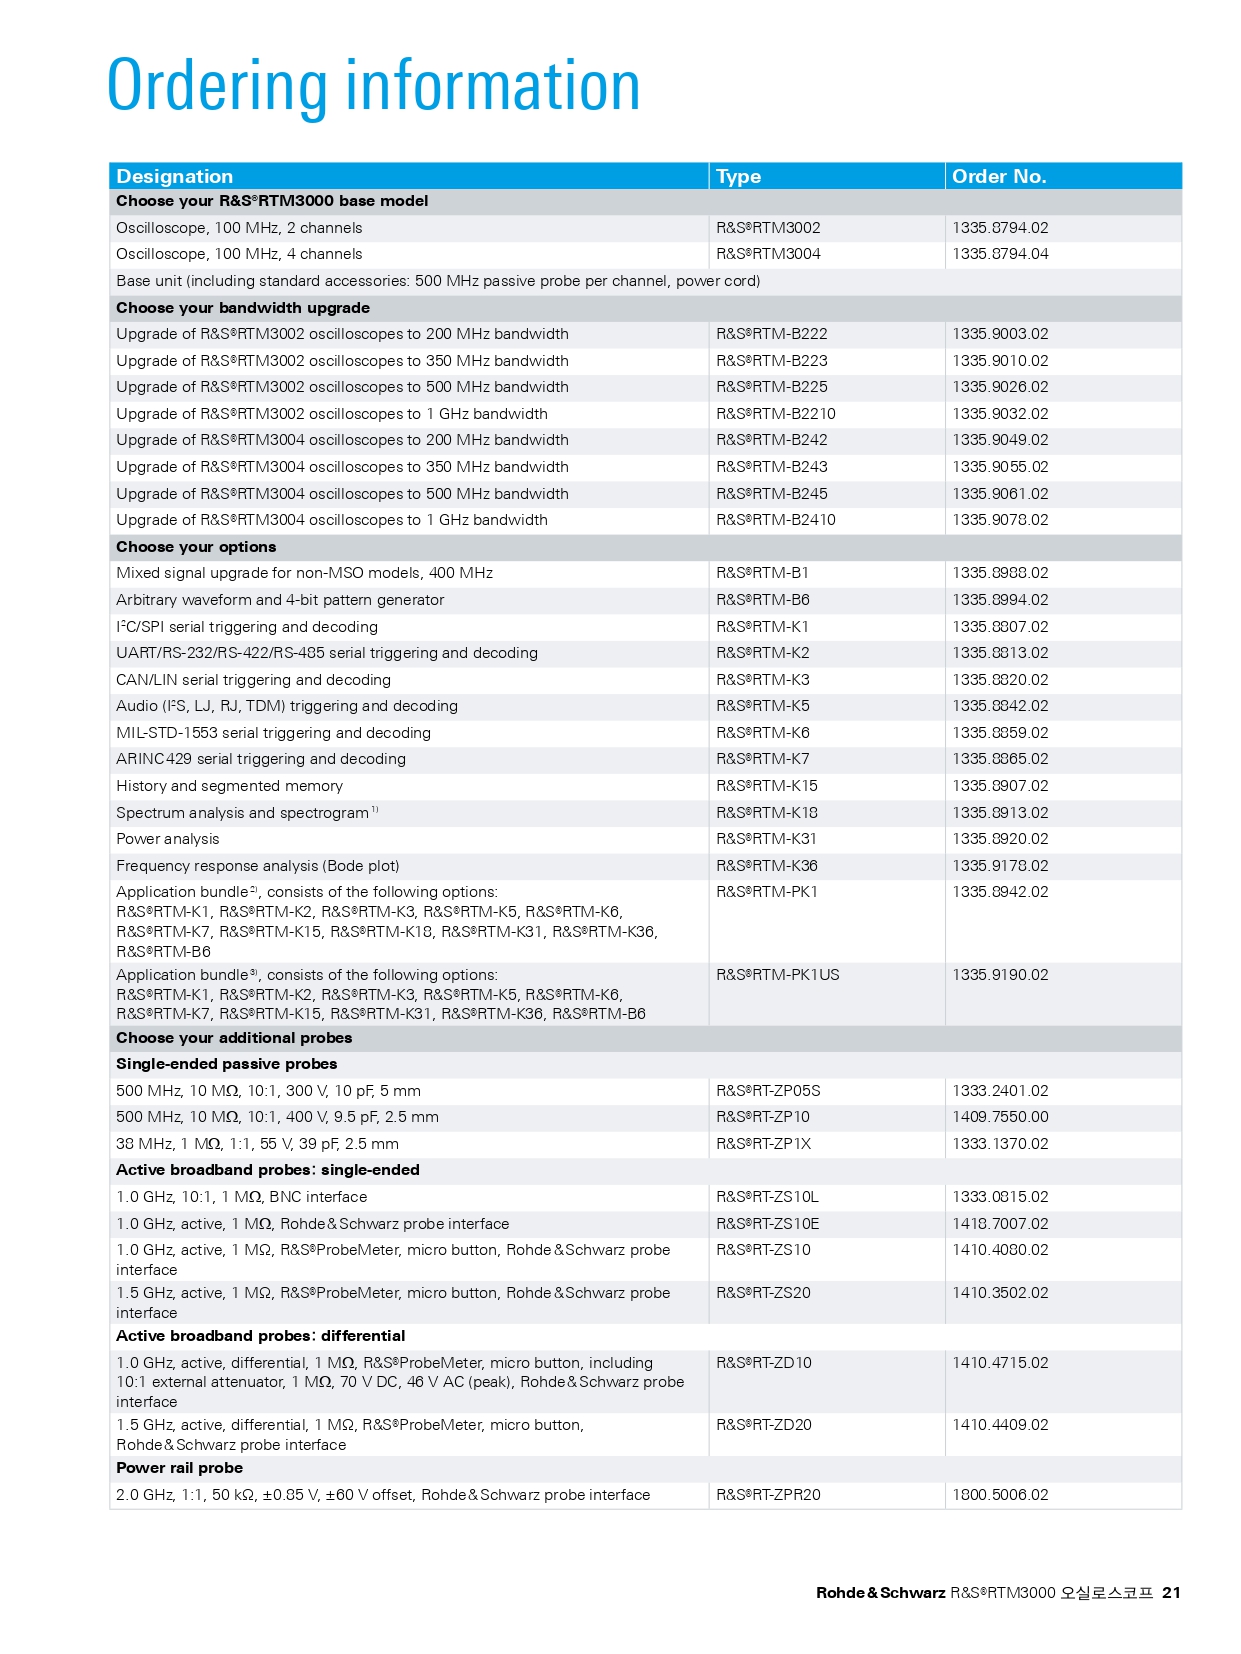 Ordering information
Designation Type Order No.
Choose your R&S®RTM3000 base model
Oscilloscope, 100 MHz, 2 channels R&S®RTM3002 1335.8794.02
Oscilloscope, 100 MHz, 4 channels R&S®RTM3004 1335.8794.04
Base unit (including standard accessories: 500 MHz passive probe per channel, power cord)
Choose your bandwidth upgrade
Upgrade of R&S®RTM3002 oscilloscopes to 200 MHz bandwidth R&S®RTM-B222 1335.9003.02
Upgrade of R&S®RTM3002 oscilloscopes to 350 MHz bandwidth R&S®RTM-B223 1335.9010.02
Upgrade of R&S®RTM3002 oscilloscopes to 500 MHz bandwidth R&S®RTM-B225 1335.9026.02
Upgrade of R&S®RTM3002 oscilloscopes to 1 GHz bandwidth R&S®RTM-B2210 1335.9032.02
Upgrade of R&S®RTM3004 oscilloscopes to 200 MHz bandwidth R&S®RTM-B242 1335.9049.02
Upgrade of R&S®RTM3004 oscilloscopes to 350 MHz bandwidth R&S®RTM-B243 1335.9055.02
Upgrade of R&S®RTM3004 oscilloscopes to 500 MHz bandwidth R&S®RTM-B245 1335.9061.02
Upgrade of R&S®RTM3004 oscilloscopes to 1 GHz bandwidth R&S®RTM-B2410 1335.9078.02
Choose your options
Mixed signal upgrade for non-MSO models, 400 MHz R&S®RTM-B1 1335.8988.02
Arbitrary waveform and 4-bit pattern generator R&S®RTM-B6 1335.8994.02
I²C/SPI serial triggering and decoding R&S®RTM-K1 1335.8807.02
UART/RS-232/RS-422/RS-485 serial triggering and decoding R&S®RTM-K2 1335.8813.02
CAN/LIN serial triggering and decoding R&S®RTM-K3 1335.8820.02
Audio (I²S, LJ, RJ, TDM) triggering and decoding R&S®RTM-K5 1335.8842.02
MIL-STD-1553 serial triggering and decoding R&S®RTM-K6 1335.8859.02
ARINC 429 serial triggering and decoding R&S®RTM-K7 1335.8865.02
History and segmented memory R&S®RTM-K15 1335.8907.02
Spectrum analysis and spectrogram ¹⁾ R&S®RTM-K18 1335.8913.02
Power analysis R&S®RTM-K31 1335.8920.02
Frequency response analysis (Bode plot) R&S®RTM-K36 1335.9178.02
Application bundle ²⁾, consists of the following options: R&S®RTM-PK1 1335.8942.02
R&S®RTM-K1, R&S®RTM-K2, R&S®RTM-K3, R&S®RTM-K5, R&S®RTM-K6,
R&S®RTM-K7, R&S®RTM-K15, R&S®RTM-K18, R&S®RTM-K31, R&S®RTM-K36,
R&S®RTM-B6
Application bundle ³⁾, consists of the following options: R&S®RTM-PK1US 1335.9190.02
R&S®RTM-K1, R&S®RTM-K2, R&S®RTM-K3, R&S®RTM-K5, R&S®RTM-K6,
R&S®RTM-K7, R&S®RTM-K15, R&S®RTM-K31, R&S®RTM-K36, R&S®RTM-B6
Choose your additional probes
Single-ended passive probes
500 MHz, 10 MΩ, 10:1, 300 V, 10 pF, 5 mm R&S®RT-ZP05S 1333.2401.02
500 MHz, 10 MΩ, 10:1, 400 V, 9.5 pF, 2.5 mm R&S®RT-ZP10 1409.7550.00
38 MHz, 1 MΩ, 1:1, 55 V, 39 pF, 2.5 mm R&S®RT-ZP1X 1333.1370.02
Active broadband probes: single-ended
1.0 GHz, 10:1, 1 MΩ, BNC interface R&S®RT-ZS10L 1333.0815.02
1.0 GHz, active, 1 MΩ, Rohde & Schwarz probe interface R&S®RT-ZS10E 1418.7007.02
1.0 GHz, active, 1 MΩ, R&S®ProbeMeter, micro button, Rohde & Schwarz probe R&S®RT-ZS10 1410.4080.02
interface
1.5 GHz, active, 1 MΩ, R&S®ProbeMeter, micro button, Rohde & Schwarz probe R&S®RT-ZS20 1410.3502.02
interface
Active broadband probes: differential
1.0 GHz, active, differential, 1 MΩ, R&S®ProbeMeter, micro button, including R&S®RT-ZD10 1410.4715.02
10:1 external attenuator, 1 MΩ, 70 V DC, 46 V AC (peak), Rohde & Schwarz probe
interface
1.5 GHz, active, differential, 1 MΩ, R&S®ProbeMeter, micro button, R&S®RT-ZD20 1410.4409.02
Rohde & Schwarz probe interface
Power rail probe
2.0 GHz, 1:1, 50 kΩ, ±0.85 V, ±60 V offset, Rohde & Schwarz probe interface R&S®RT-ZPR20 1800.5006.02
Rohde & Schwarz R&S®RTM3000 오실로스코프 21